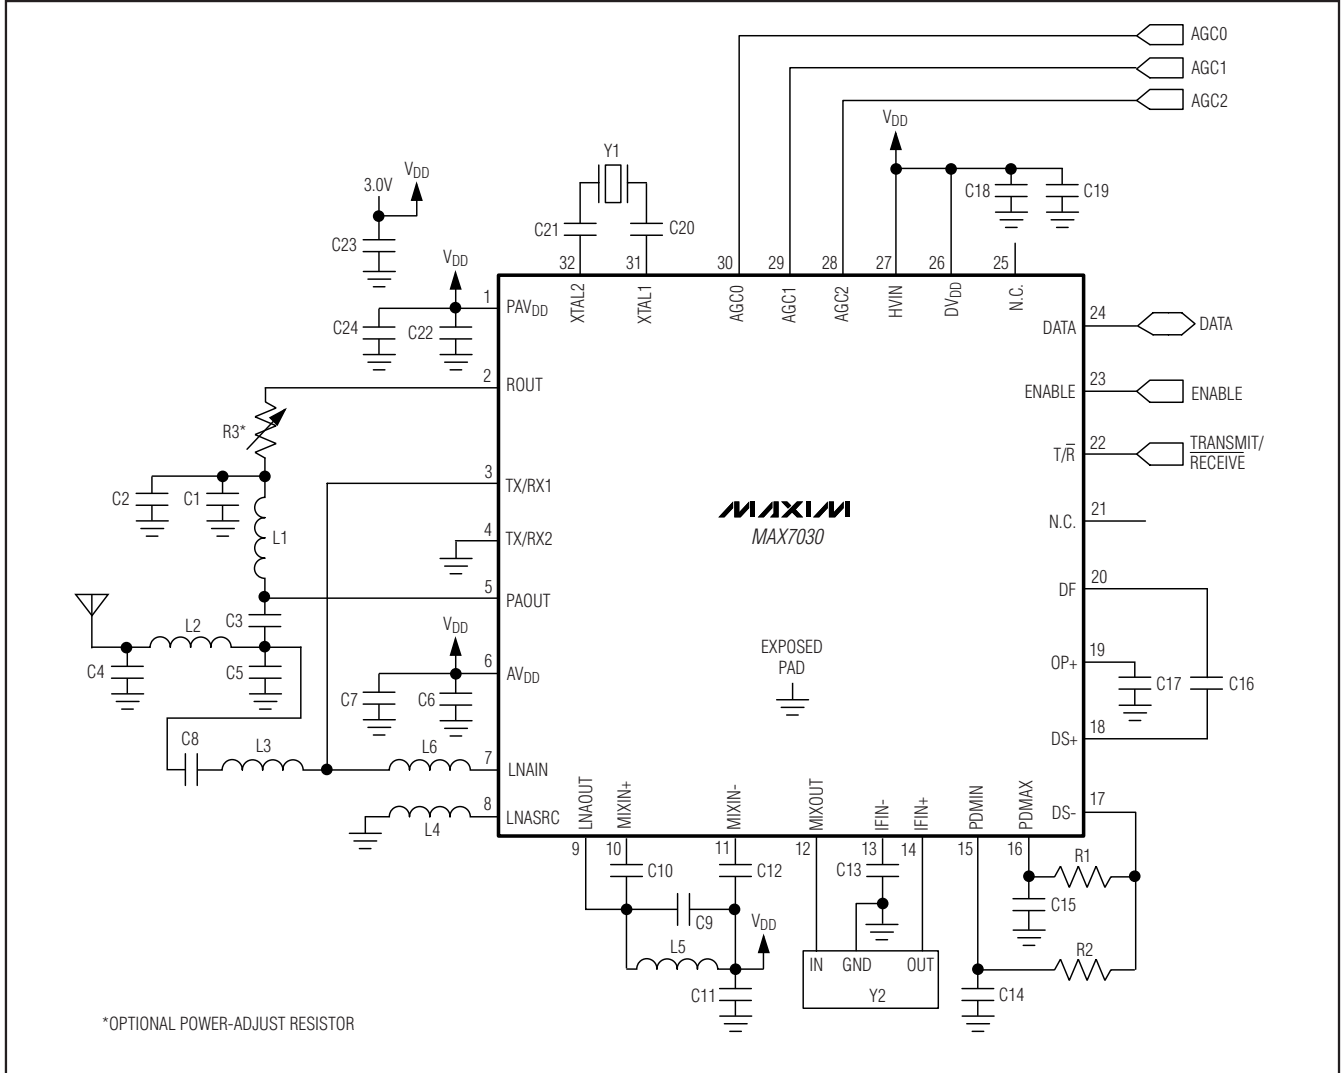 AGC0
AGC1
AGC2
VDD
Y1
VDD
3.0V
C18
C19
C21
C20
C23
VDD
32
31
30
29
28
27
26
25
1
PAVDD
XTAL2
XTAL1
AGC0
AGC1
AGC2
HVIN
DVDD
N.C.
24
DATA
DATA
C24
C22
2
ROUT
ENABLE
23
ENABLE
R3*
T/R̅
22
TRANSMIT/
RECEIVE
3
TX/RX1
C2
C1
MAXIM
MAX7030
N.C.
21
L1
4
TX/RX2
5
PAOUT
DF
20
C3
L2
VDD
C4
C5
6
AVDD
EXPOSED
PAD
OP+
19
C17
C16
C7
C6
DS+
18
C8
L3
L6
7
LNAIN
L4
8
LNASRC
LNAOUT
MIXIN+
MIXIN-
MIXOUT
IFIN-
IFIN+
PDMIN
PDMAX
DS-
17
9
10
11
12
13
14
15
16
C10
C12
C13
R1
C15
C9
VDD
L5
R2
IN
GND
OUT
Y2
C11
C14
*OPTIONAL POWER-ADJUST RESISTOR